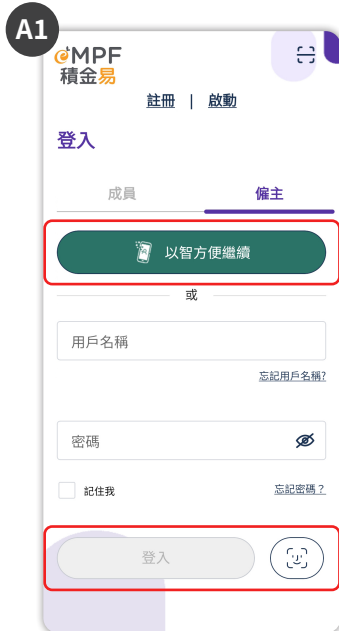 A1
eMPF
積金易
註冊 | 啟動
登入
成員 僱主
以智方便繼續
或
用戶名稱
忘記用戶名稱?
密碼
記住我 忘記密碼？
登入